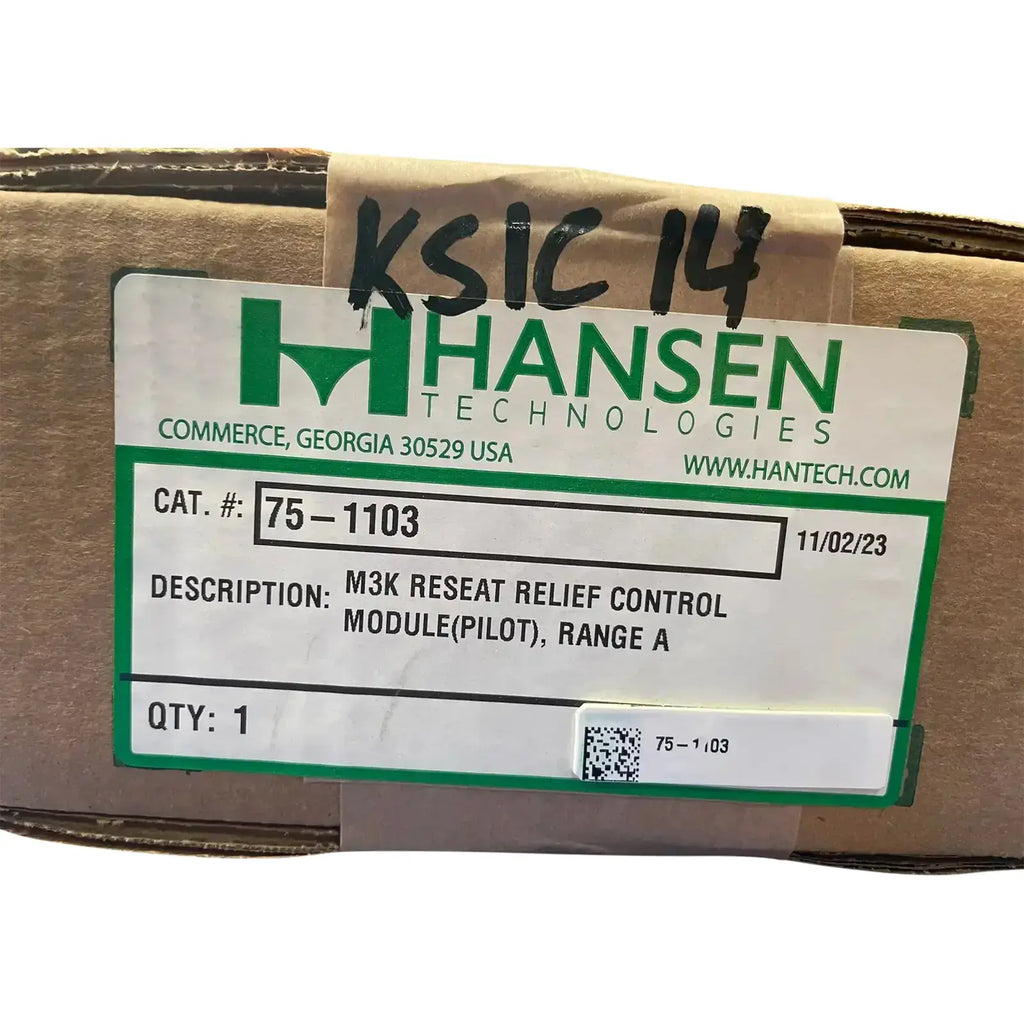 KSIC 14
HANSEN
TECHNOLOGIES
COMMERCE, GEORGIA 30529 USA
WWW.HANTECH.COM
CAT. #: 75-1103
11/02/23
DESCRIPTION: M3K RESEAT RELIEF CONTROL
MODULE(PILOT), RANGE A
QTY: 1
75-1103